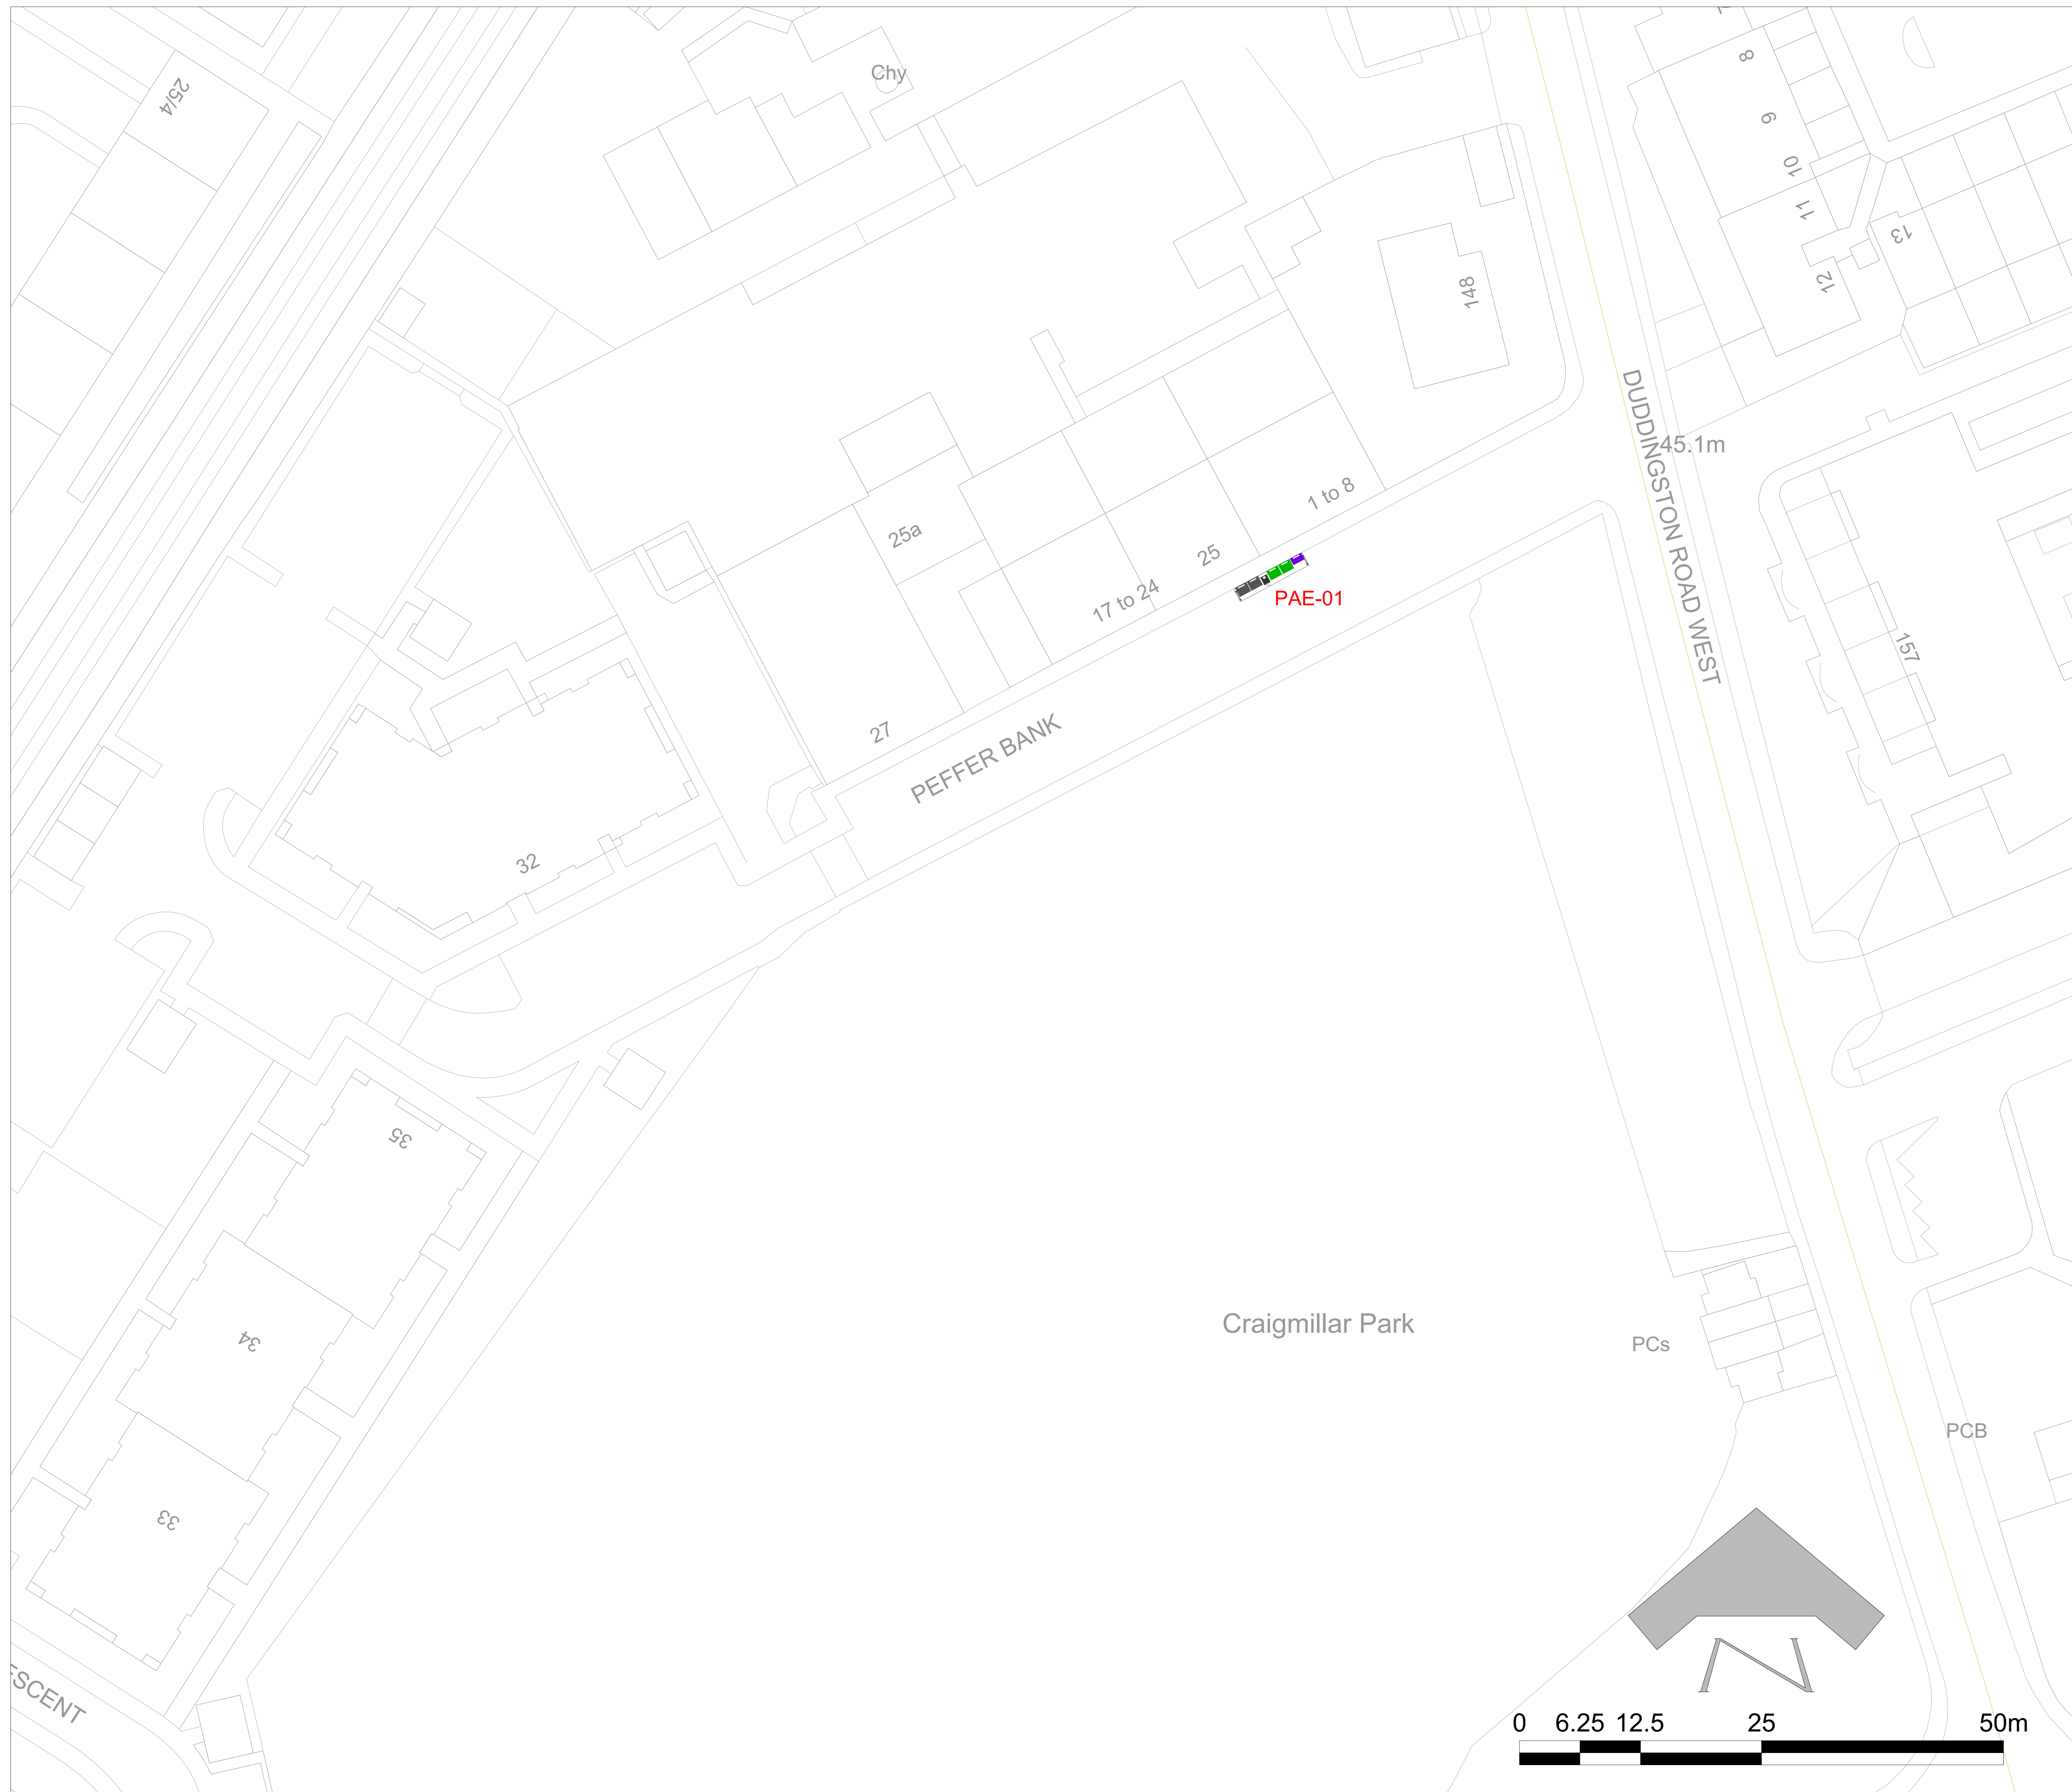 25/4
Chy
8
9
10
11
12
13
148
DUDDINGSTON ROAD WEST
45.1m
1 to 8
25
25a
17 to 24
PAE-01
157
27
PEFFER BANK
32
35
34
33
Craigmillar Park
PCs
PCB
ESCENT
N
0 6.25 12.5 25 50m